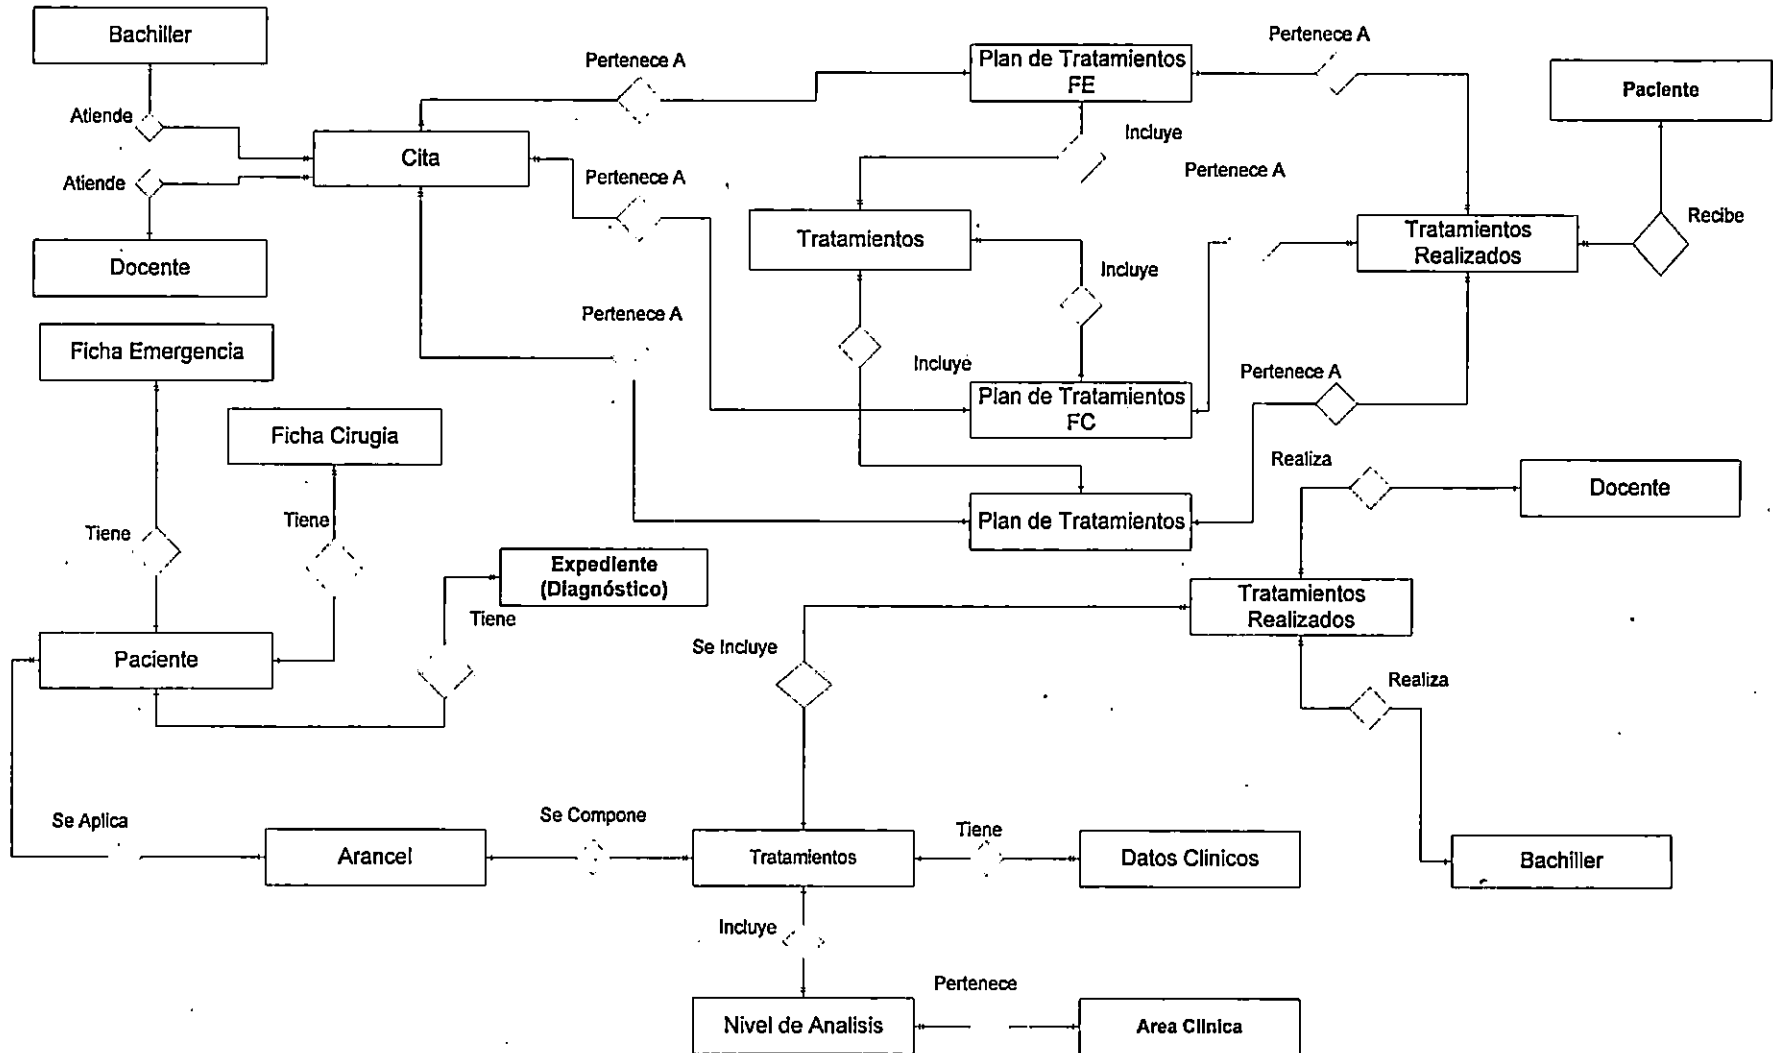 Bachiller
Pertenece A
Plan de Tratamientos
FE
Pertenece A
Paciente
Atiende
Cita
Incluye
Atiende
Pertenece A
Pertenece A
Docente
Tratamientos
Tratamientos
Realizados
Recibe
Incluye
Pertenece A
Ficha Emergencia
Incluye
Pertenece A
Plan de Tratamientos
FC
Ficha Cirugia
Realiza
Docente
Tiene
Tiene
Plan de Tratamientos
Expediente
(Diagnóstico)
Tiene
Tratamientos
Realizados
Paciente
Se Incluye
Realiza
Se Aplica
Se Compone
Tiene
Arancel
Tratamientos
Datos Clinicos
Bachiller
Incluye
Pertenece
Nivel de Analisis
Area Clinica